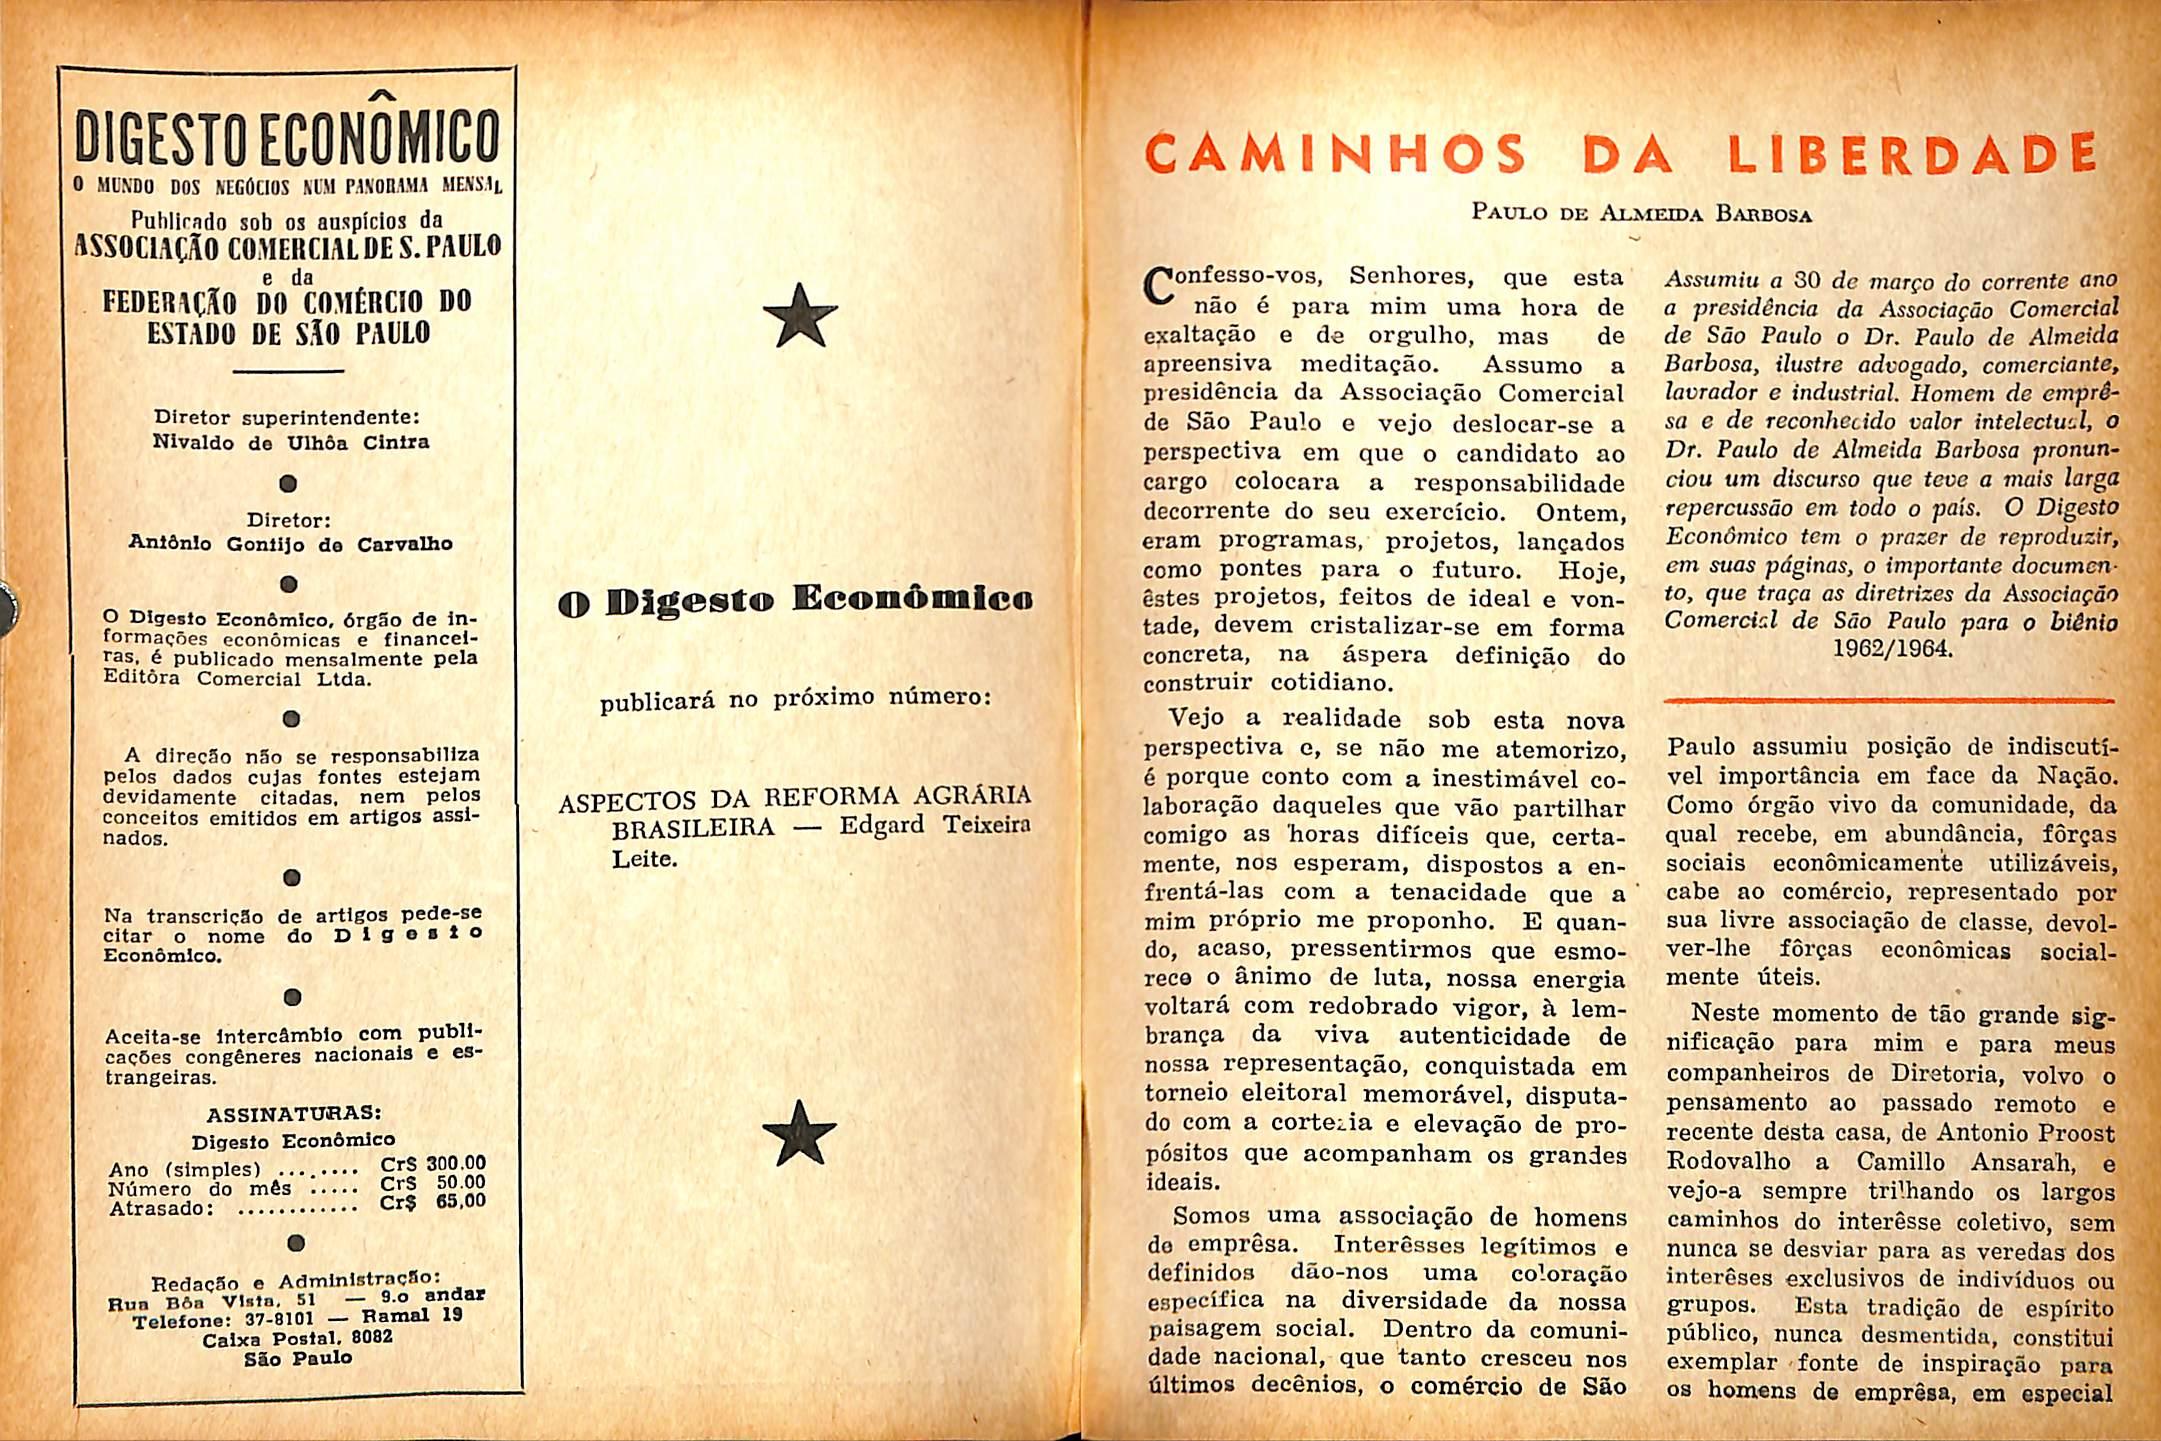 DIGESTO ECONÔMICO
O MUNDO DOS NEGÓCIOS NUM PANORAMA MENSAL
Publicado sob os auspícios da
ASSOCIAÇÃO COMERCIAL DE S. PAULO
e da
FEDERAÇÃO DO COMÉRCIO DO
ESTADO DE SÃO PAULO
Diretor superintendente:
Nivaldo de Ulhôa Cintra
Diretor:
Antônio Gontijo de Carvalho
O Digesto Econômico, órgão de in-
formações econômicas e financei-
ras, é publicado mensalmente pela
Editôra Comercial Ltda.
A direção não se responsabiliza
pelos dados cujas fontes estejam
devidamente citadas, nem pelos
conceitos emitidos em artigos assi-
nados.
Na transcrição de artigos pede-se
citar o nome do Digesto
Econômico.
Aceita-se intercâmbio com publi-
cações congêneres nacionais e es-
trangeiras.
ASSINATURAS:
Digesto Econômico
Ano (simples) ........ Cr$ 300.00
Número do mês ..... Cr$ 50.00
Atrasado: ............ Cr$ 65,00
Redação e Administração:
Rua Bôa Vista, 51 — 9.o andar
Telefone: 37-8101 — Ramal 19
Caixa Postal, 8082
São Paulo
O Digesto Econômico
publicará no próximo número:
ASPECTOS DA REFORMA AGRÁRIA
BRASILEIRA — Edgard Teixeira
Leite.
CAMINHOS DA LIBERDADE
PAULO DE ALMEIDA BARBOSA
Confesso-vos, Senhores, que esta
não é para mim uma hora de
exaltação e de orgulho, mas de
apreensiva meditação. Assumo a
presidência da Associação Comercial
de São Paulo e vejo deslocar-se a
perspectiva em que o candidato ao
cargo colocara a responsabilidade
decorrente do seu exercício. Ontem,
eram programas, projetos, lançados
como pontes para o futuro. Hoje,
êstes projetos, feitos de ideal e von-
tade, devem cristalizar-se em forma
concreta, na áspera definição do
construir cotidiano.
Vejo a realidade sob esta nova
perspectiva e, se não me atemorizo,
é porque conto com a inestimável co-
laboração daqueles que vão partilhar
comigo as horas difíceis que, certa-
mente, nos esperam, dispostos a en-
frentá-las com a tenacidade que a
mim próprio me proponho. E quan-
do, acaso, pressentirmos que esmo-
rece o ânimo de luta, nossa energia
voltará com redobrado vigor, à lem-
brança da viva autenticidade de
nossa representação, conquistada em
torneio eleitoral memorável, disputa-
do com a cortezia e elevação de pro-
pósitos que acompanham os grandes
ideais.
Somos uma associação de homens
de emprêsa. Interêsses legítimos e
definidos dão-nos uma coloração
específica na diversidade da nossa
paisagem social. Dentro da comuni-
dade nacional, que tanto cresceu nos
últimos decênios, o comércio de São
Assumiu a 30 de março do corrente ano
a presidência da Associação Comercial
de São Paulo o Dr. Paulo de Almeida
Barbosa, ilustre advogado, comerciante,
lavrador e industrial. Homem de emprê-
sa e de reconhecido valor intelectual, o
Dr. Paulo de Almeida Barbosa pronun-
ciou um discurso que teve a mais larga
repercussão em todo o país. O Digesto
Econômico tem o prazer de reproduzir,
em suas páginas, o importante documen-
to, que traça as diretrizes da Associação
Comercial de São Paulo para o biênio
1962/1964.
Paulo assumiu posição de indiscutí-
vel importância em face da Nação.
Como órgão vivo da comunidade, da
qual recebe, em abundância, fôrças
sociais econômicamente utilizáveis,
cabe ao comércio, representado por
sua livre associação de classe, devol-
ver-lhe fôrças econômicas social-
mente úteis.
Neste momento de tão grande sig-
nificação para mim e para meus
companheiros de Diretoria, volvo o
pensamento ao passado remoto e
recente desta casa, de Antonio Proost
Rodovalho a Camillo Ansarah, e
vejo-a sempre trilhando os largos
caminhos do interêsse coletivo, sem
nunca se desviar para as veredas dos
interêses exclusivos de indivíduos ou
grupos. Esta tradição de espírito
público, nunca desmentida, constitui
exemplar fonte de inspiração para
os homens de emprêsa, em especial